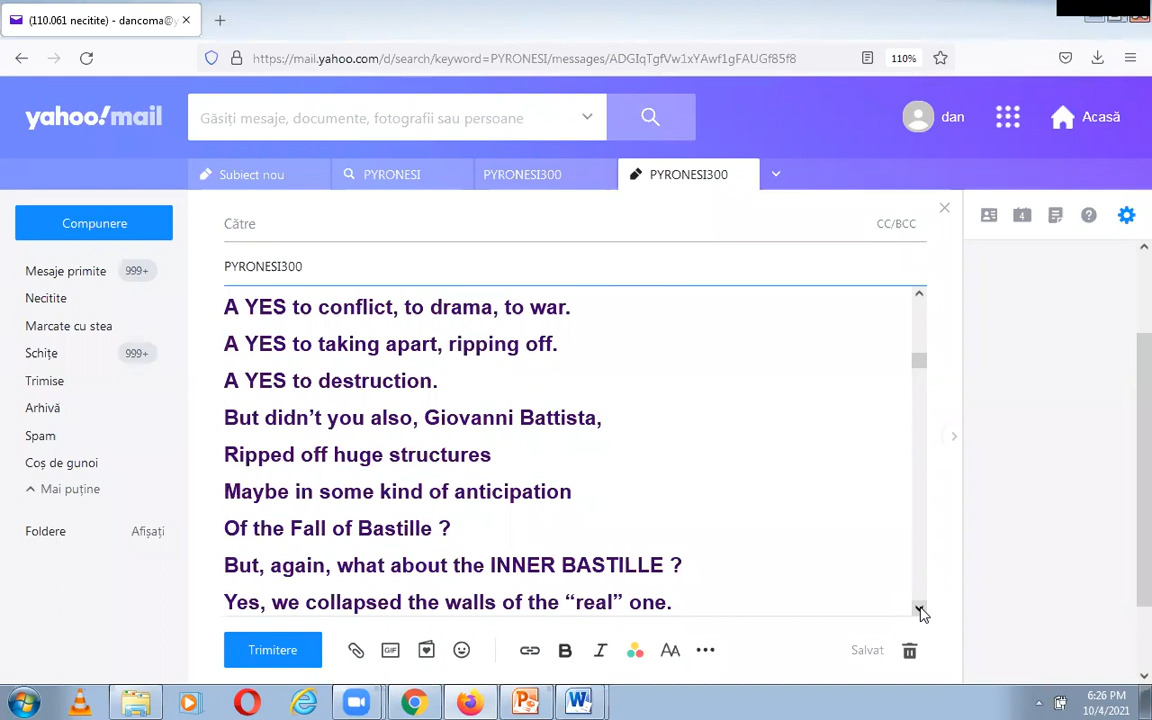 (110.061 necitite) - dancoma@y
https://mail.yahoo.com/d/search/keyword=PYRONESI/messages/ADGIqTgfVw1xYAwf1gFAUGf85f8
110%
yahoo!mail
Găsiți mesaje, documente, fotografii sau persoane
dan
Acasă
Subiect nou
PYRONESI
PYRONESI300
PYRONESI300
Compunere
Mesaje primite 999+
Necitite
Marcate cu stea
Schițe 999+
Trimise
Arhivă
Spam
Coș de gunoi
Mai puține
Foldere Afișați
Către CC/BCC
PYRONESI300
A YES to conflict, to drama, to war.
A YES to taking apart, ripping off.
A YES to destruction.
But didn’t you also, Giovanni Battista,
Ripped off huge structures
Maybe in some kind of anticipation
Of the Fall of Bastille ?
But, again, what about the INNER BASTILLE ?
Yes, we collapsed the walls of the “real” one.
Trimitere
GIF
B
I
AA
Salvat
4
6:26 PM
10/4/2021